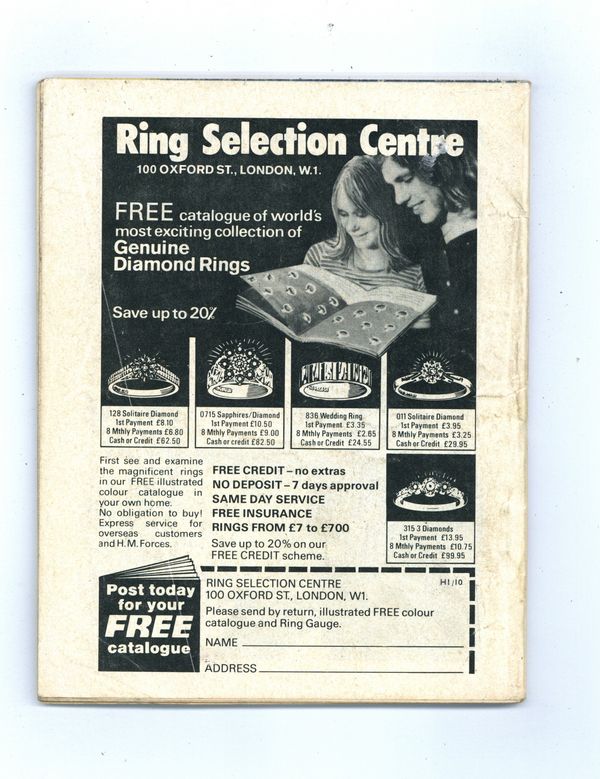 Ring Selection Centre
100 OXFORD ST., LONDON, W.1.
FREE catalogue of world's
most exciting collection of
Genuine
Diamond Rings
Save up to 20%
128 Solitaire Diamond
1st Payment £8.10
8 Mthly Payments £6.80
Cash or Credit £62.50
0715 Sapphires/Diamond
1st Payment £10.50
8 Mthly Payments £9.00
Cash or credit £82.50
836 Wedding Ring
1st Payment £3.35
8 Mthly Payments £2.65
Cash or Credit £24.55
011 Solitaire Diamond
1st Payment £3.95
8 Mthly Payments £3.25
Cash or Credit £29.95
First see and examine
the magnificent rings
in our FREE illustrated
colour catalogue in
your own home.
No obligation to buy!
Express service for
overseas customers
and H.M. Forces.
FREE CREDIT – no extras
NO DEPOSIT – 7 days approval
SAME DAY SERVICE
FREE INSURANCE
RINGS FROM £7 to £700
Save up to 20% on our
FREE CREDIT scheme.
315 3 Diamonds
1st Payment £13.95
8 Mthly Payments £10.75
Cash or Credit £99.95
Post today
for your
FREE
catalogue
RING SELECTION CENTRE H1/10
100 OXFORD ST., LONDON, W1.
Please send by return, illustrated FREE colour
catalogue and Ring Gauge.
NAME
ADDRESS